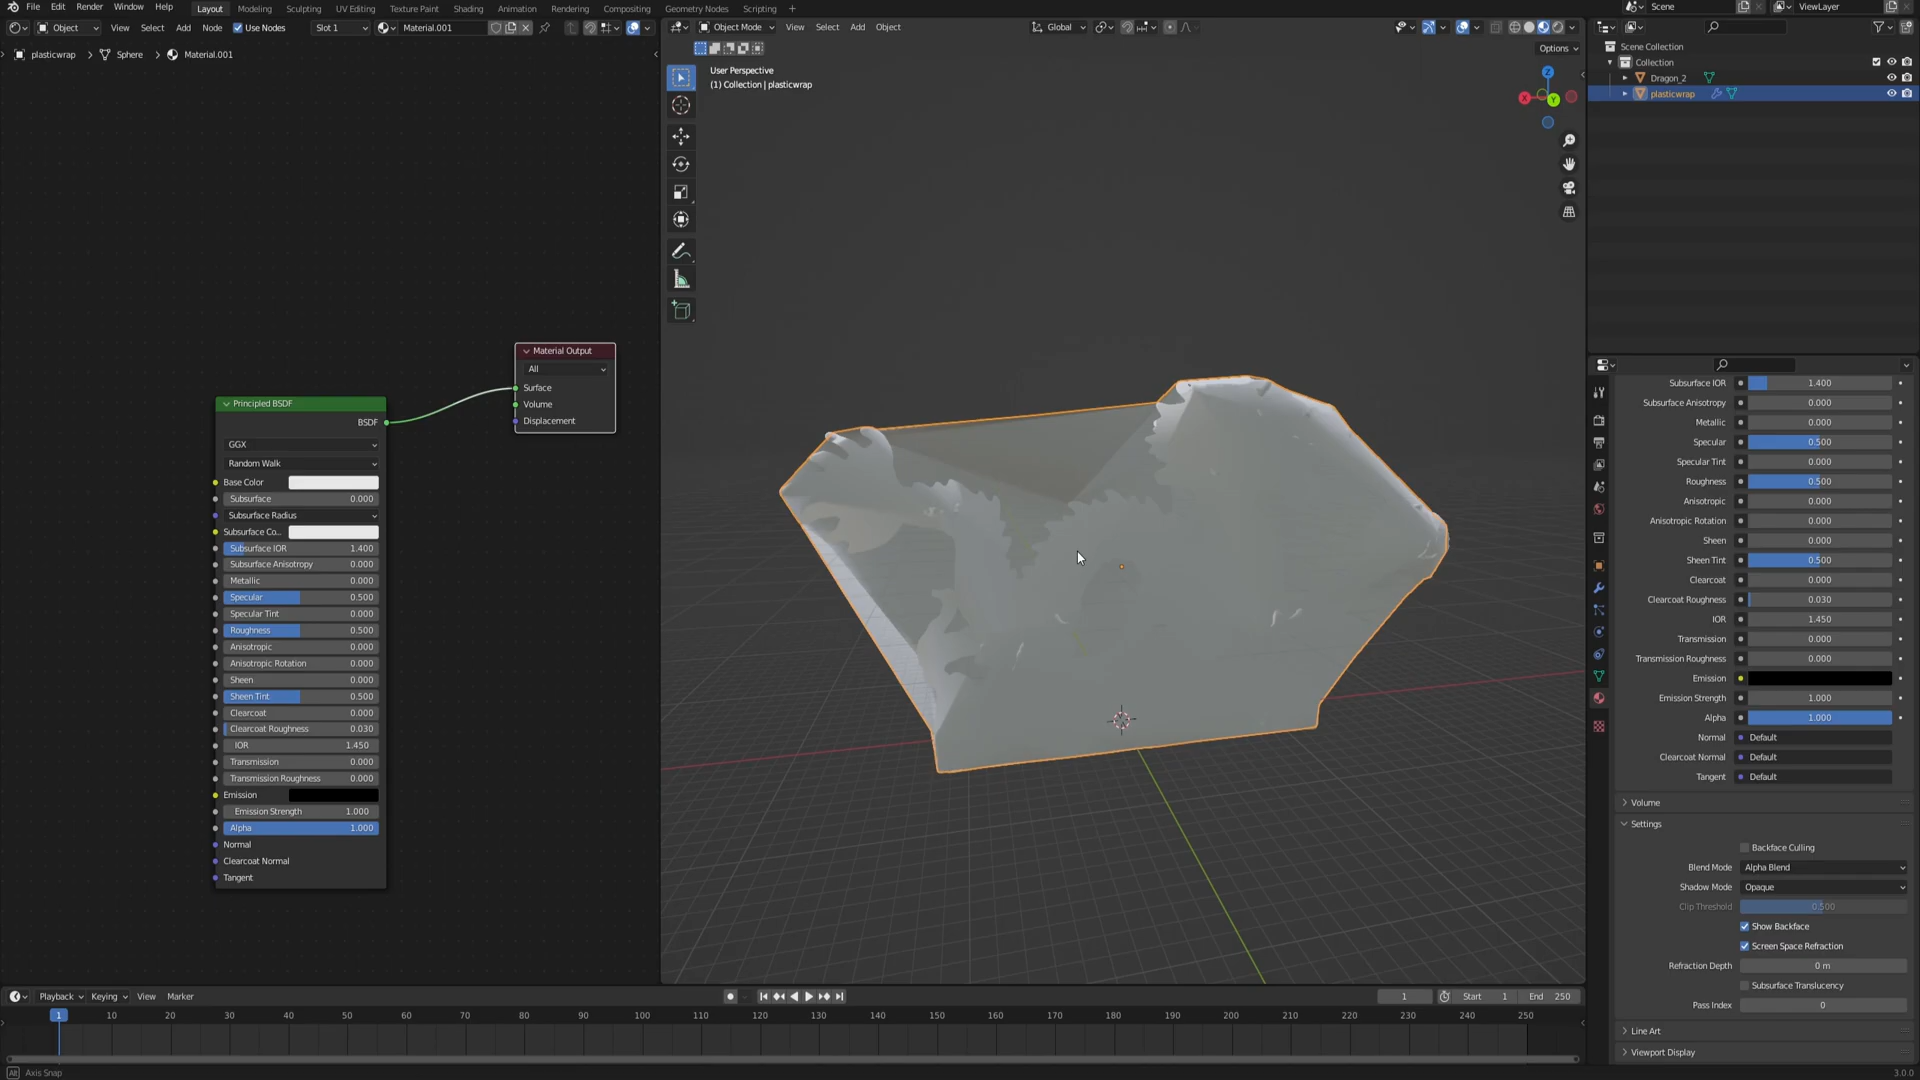 File Edit Render Window Help Layout Modeling Sculpting UV Editing Texture Paint Shading Animation Rendering Compositing Geometry Nodes Scripting + Scene ViewLayer
Object View Select Add Node Use Nodes Slot 1 Material.001 Object Mode View Select Add Object Global
Options
plasticwrap > Sphere > Material.001
User Perspective
(1) Collection | plasticwrap
Scene Collection
Collection
Dragon_2
plasticwrap
Z
X
Y
Material Output
All
Surface
Volume
Displacement
Principled BSDF
BSDF
GGX
Random Walk
Base Color
Subsurface 0.000
Subsurface Radius
Subsurface Co...
Subsurface IOR 1.400
Subsurface Anisotropy 0.000
Metallic 0.000
Specular 0.500
Specular Tint 0.000
Roughness 0.500
Anisotropic 0.000
Anisotropic Rotation 0.000
Sheen 0.000
Sheen Tint 0.500
Clearcoat 0.000
Clearcoat Roughness 0.030
IOR 1.450
Transmission 0.000
Transmission Roughness 0.000
Emission
Emission Strength 1.000
Alpha 1.000
Normal
Clearcoat Normal
Tangent
Subsurface IOR 1.400
Subsurface Anisotropy 0.000
Metallic 0.000
Specular 0.500
Specular Tint 0.000
Roughness 0.500
Anisotropic 0.000
Anisotropic Rotation 0.000
Sheen 0.000
Sheen Tint 0.500
Clearcoat 0.000
Clearcoat Roughness 0.030
IOR 1.450
Transmission 0.000
Transmission Roughness 0.000
Emission
Emission Strength 1.000
Alpha 1.000
Normal Default
Clearcoat Normal Default
Tangent Default
Volume
Settings
Backface Culling
Blend Mode Alpha Blend
Shadow Mode Opaque
Clip Threshold 0.500
Show Backface
Screen Space Refraction
Refraction Depth 0 m
Subsurface Translucency
Pass Index 0
Line Art
Viewport Display
Playback Keying View Marker 1 Start 1 End 250
1 10 20 30 40 50 60 70 80 90 100 110 120 130 140 150 160 170 180 190 200 210 220 230 240 250
Alt Axis Snap 3.0.0